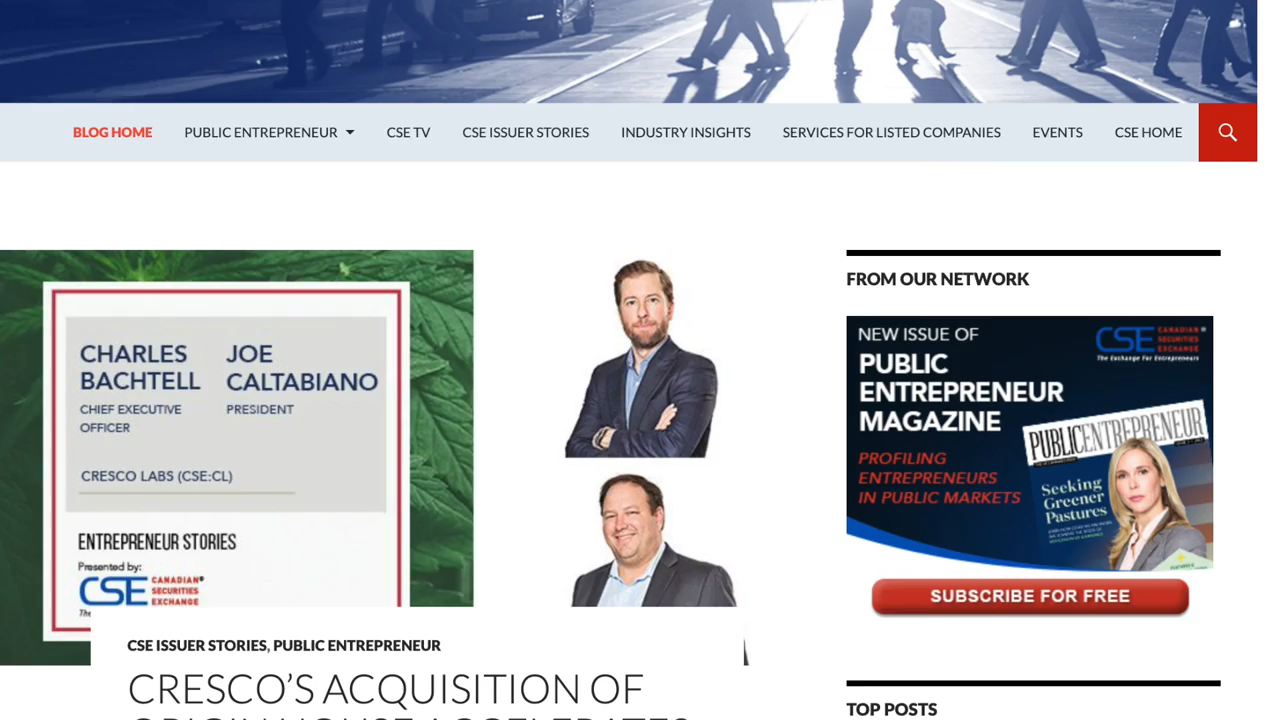 BLOG HOME PUBLIC ENTREPRENEUR CSE TV CSE ISSUER STORIES INDUSTRY INSIGHTS SERVICES FOR LISTED COMPANIES EVENTS CSE HOME
CHARLES BACHTELL
CHIEF EXECUTIVE
OFFICER
JOE
CALTABIANO
PRESIDENT
CRESCO LABS (CSE:CL)
ENTREPRENEUR STORIES
Presented by:
CSE CANADIAN
SECURITIES
EXCHANGE
CSE ISSUER STORIES, PUBLIC ENTREPRENEUR
CRESCO’S ACQUISITION OF
ORIGIN HOUSE ACCELERATES
FROM OUR NETWORK
NEW ISSUE OF
PUBLIC
ENTREPRENEUR
MAGAZINE
PROFILING
ENTREPRENEURS
IN PUBLIC MARKETS
CSE CANADIAN
SECURITIES
EXCHANGE
The Exchange For Entrepreneurs
PUBLICENTREPRENEUR
Seeking
Greener
Pastures
SUBSCRIBE FOR FREE
TOP POSTS